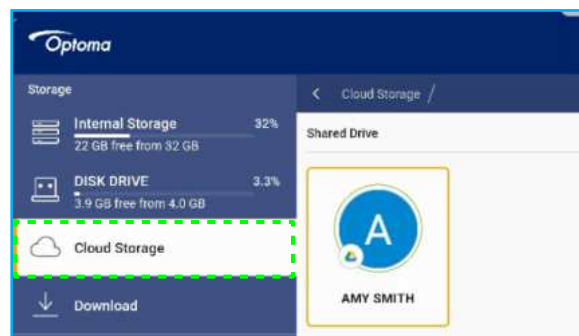 Optoma
Storage
Internal Storage 32%
22 GB free from 32 GB
DISK DRIVE 3.3%
3.9 GB free from 4.0 GB
Cloud Storage
Download
Cloud Storage /
Shared Drive
A
AMY SMITH